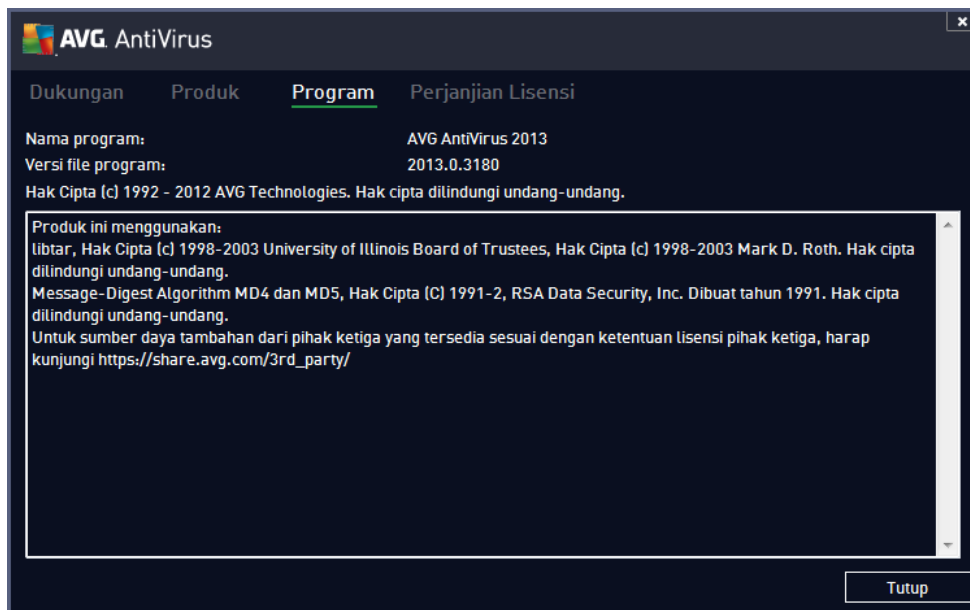 AVG. AntiVirus
x
Dukungan Produk Program Perjanjian Lisensi
Nama program: AVG AntiVirus 2013
Versi file program: 2013.0.3180
Hak Cipta (c) 1992 - 2012 AVG Technologies. Hak cipta dilindungi undang-undang.
Produk ini menggunakan:
libtar, Hak Cipta (c) 1998-2003 University of Illinois Board of Trustees, Hak Cipta (c) 1998-2003 Mark D. Roth. Hak cipta
dilindungi undang-undang.
Message-Digest Algorithm MD4 dan MD5, Hak Cipta (C) 1991-2, RSA Data Security, Inc. Dibuat tahun 1991. Hak cipta
dilindungi undang-undang.
Untuk sumber daya tambahan dari pihak ketiga yang tersedia sesuai dengan ketentuan lisensi pihak ketiga, harap
kunjungi https://share.avg.com/3rd_party/
Tutup